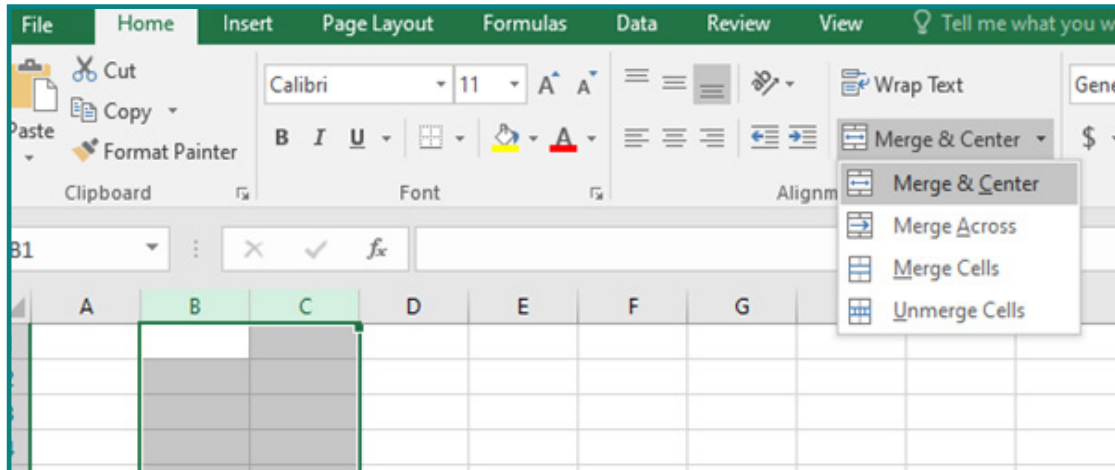 File Home Insert Page Layout Formulas Data Review View Tell me what you w
Cut
Copy
Paste
Format Painter
Clipboard
Calibri 11 A A
B I U A
Font
Wrap Text
Merge & Center
Alignm
Gene
$
Merge & Center
Merge Across
Merge Cells
Unmerge Cells
B1 fx
A B C D E F G